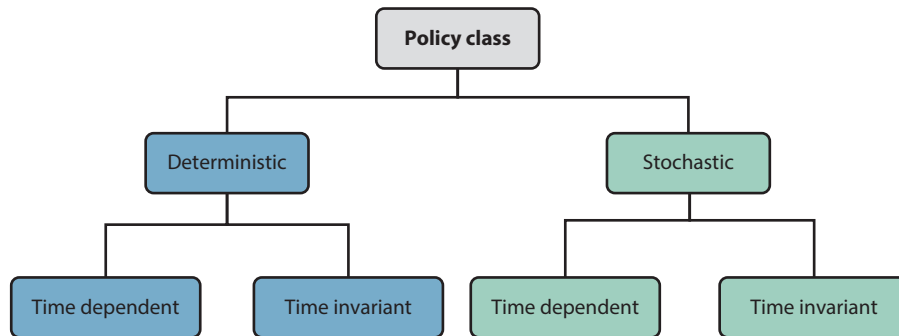 Policy class
Deterministic
Stochastic
Time dependent
Time invariant
Time dependent
Time invariant